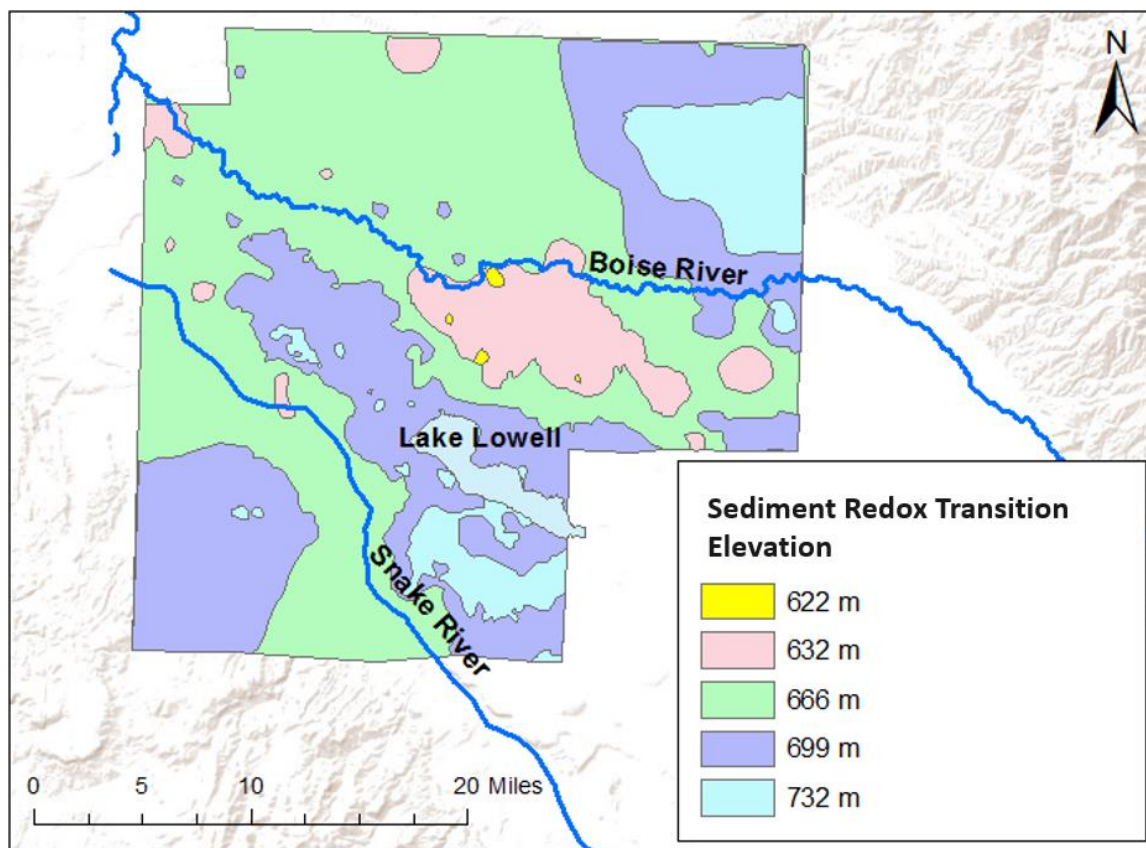 N
Boise River
Lake Lowell
Snake River
Sediment Redox Transition
Elevation
622 m
632 m
666 m
699 m
732 m
0 5 10 20 Miles